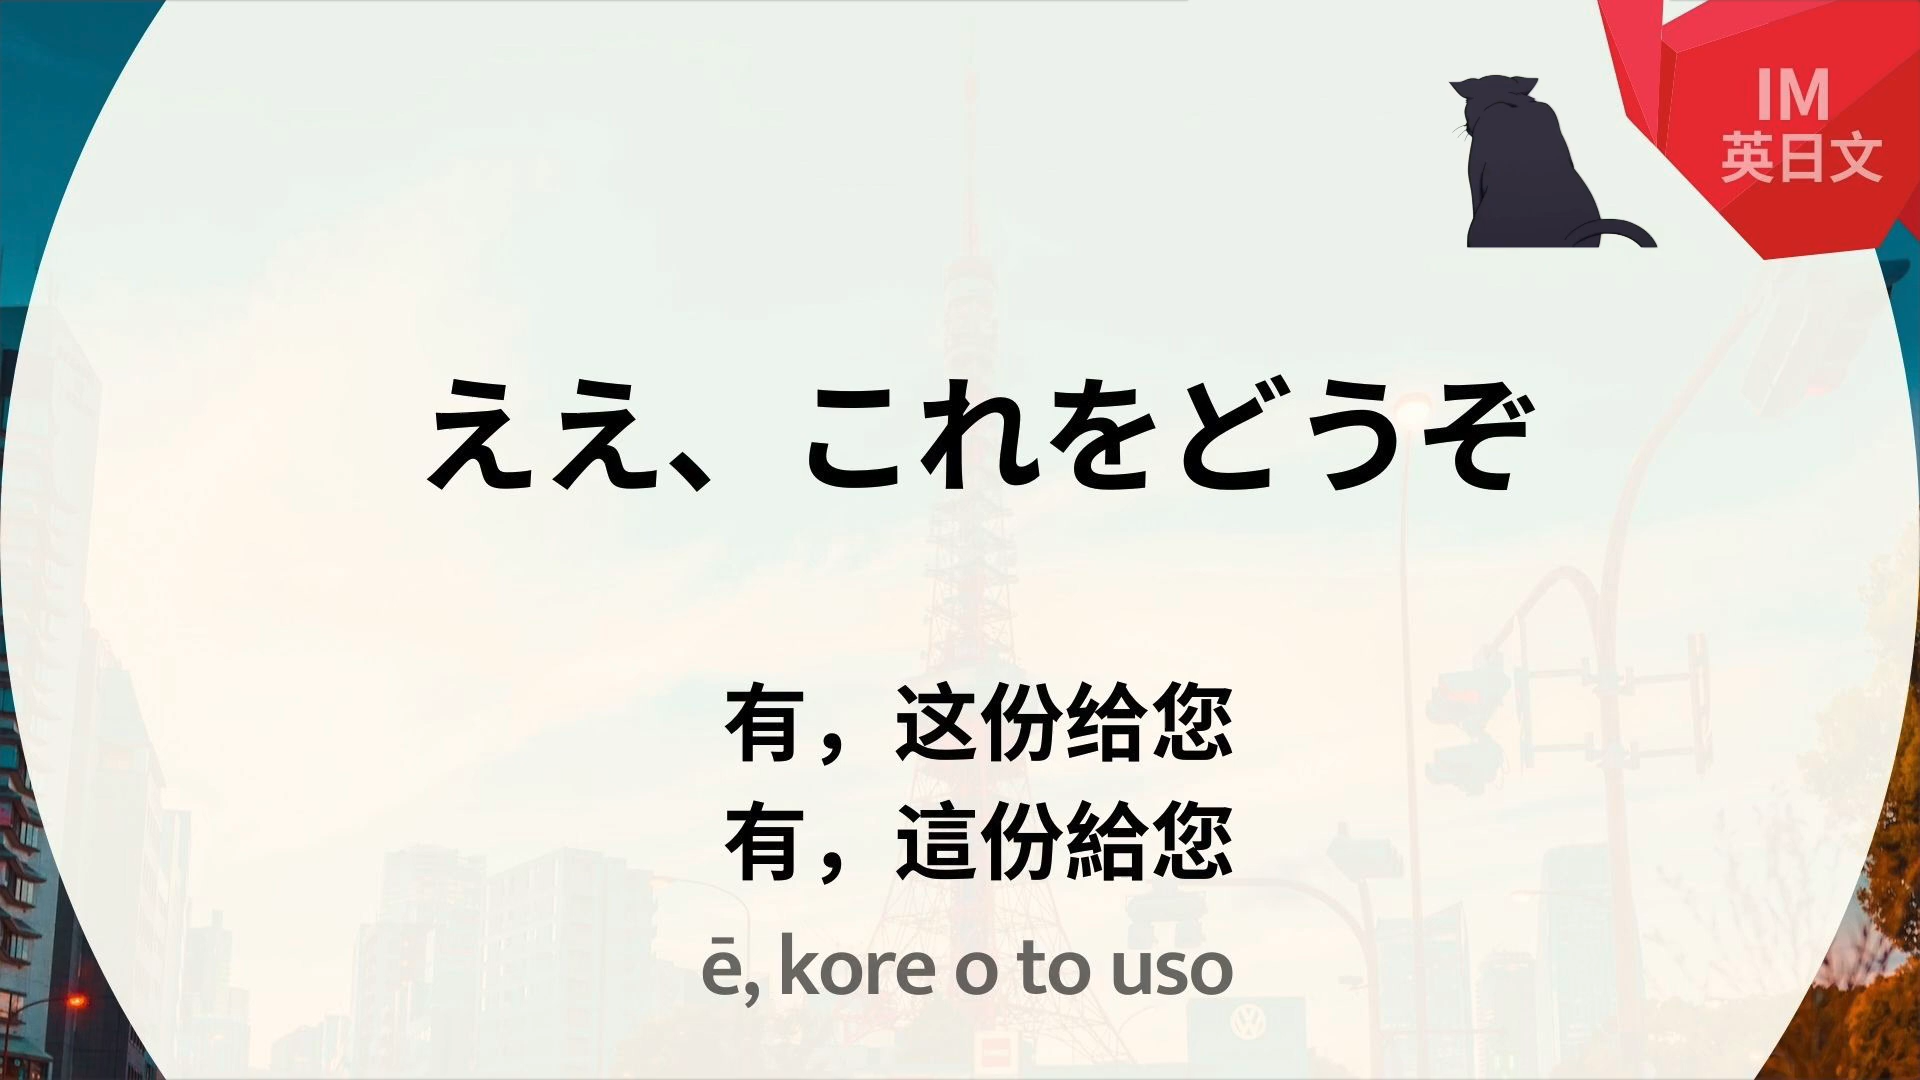 IM
英日文
ええ、これをどうぞ
有，这份给您
有，這份給您
ē, kore o to uso